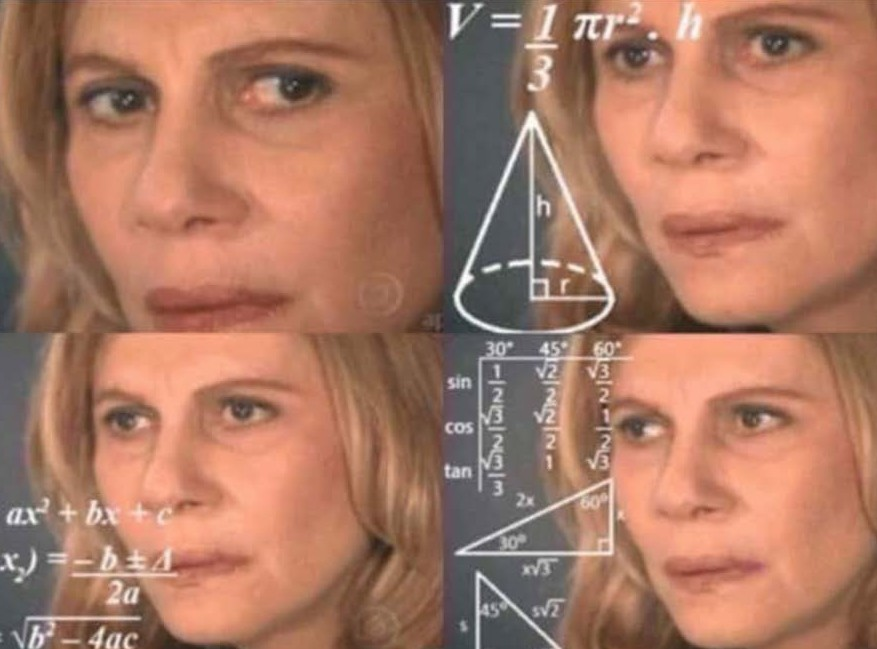 V = 1/3 πr² . h
h
r
ax² + bx + c
x₂) = -b ± Δ
2a
√b² - 4ac
30° 45° 60°
sin 1/2 √2/2 √3/2
cos √3/2 √2/2 1/2
tan √3/3 1 √3
2x 60° x
30°
x√3
45° s√2
s